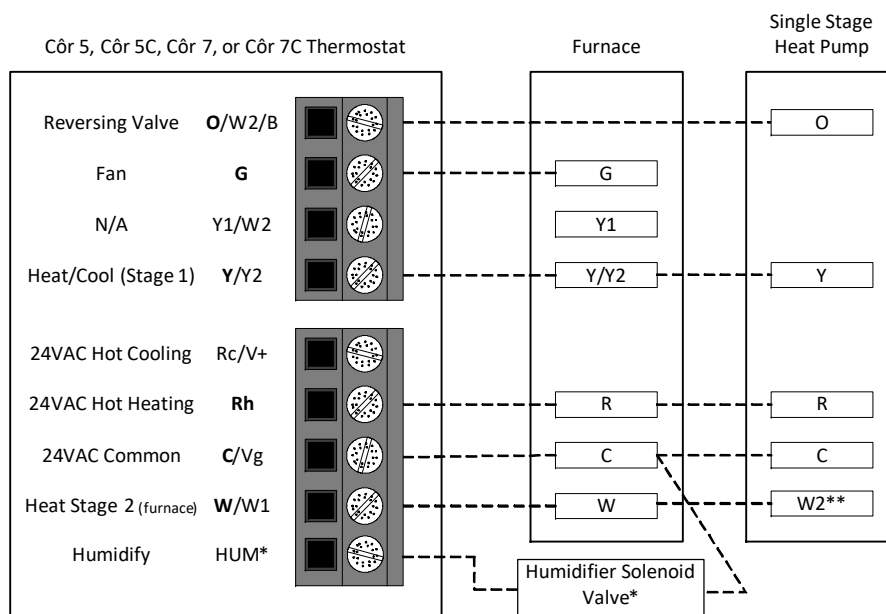 Côr 5, Côr 5C, Côr 7, or Côr 7C Thermostat
Furnace
Single Stage
Heat Pump
Reversing Valve O/W2/B
O
Fan G
G
N/A Y1/W2
Y1
Heat/Cool (Stage 1) Y/Y2
Y/Y2
Y
24VAC Hot Cooling Rc/V+
24VAC Hot Heating Rh
R
R
24VAC Common C/Vg
C
C
Heat Stage 2 (furnace) W/W1
W
W2**
Humidify HUM*
Humidifier Solenoid
Valve*